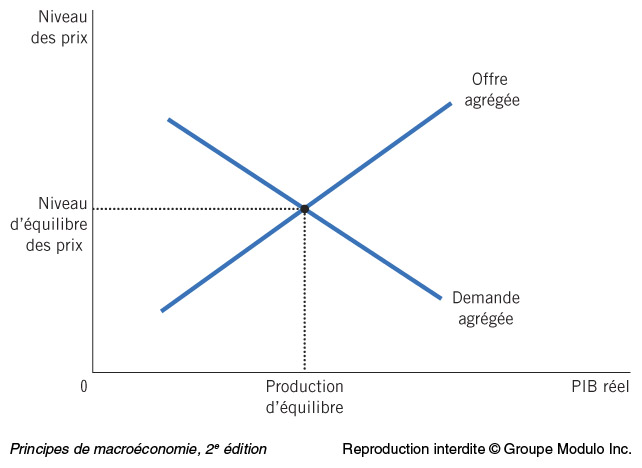 Niveau
des prix
Offre
agrégée
Niveau
d'équilibre
des prix
Demande
agrégée
0
Production
d'équilibre
PIB réel
Principes de macroéconomie, 2e édition
Reproduction interdite © Groupe Modulo Inc.